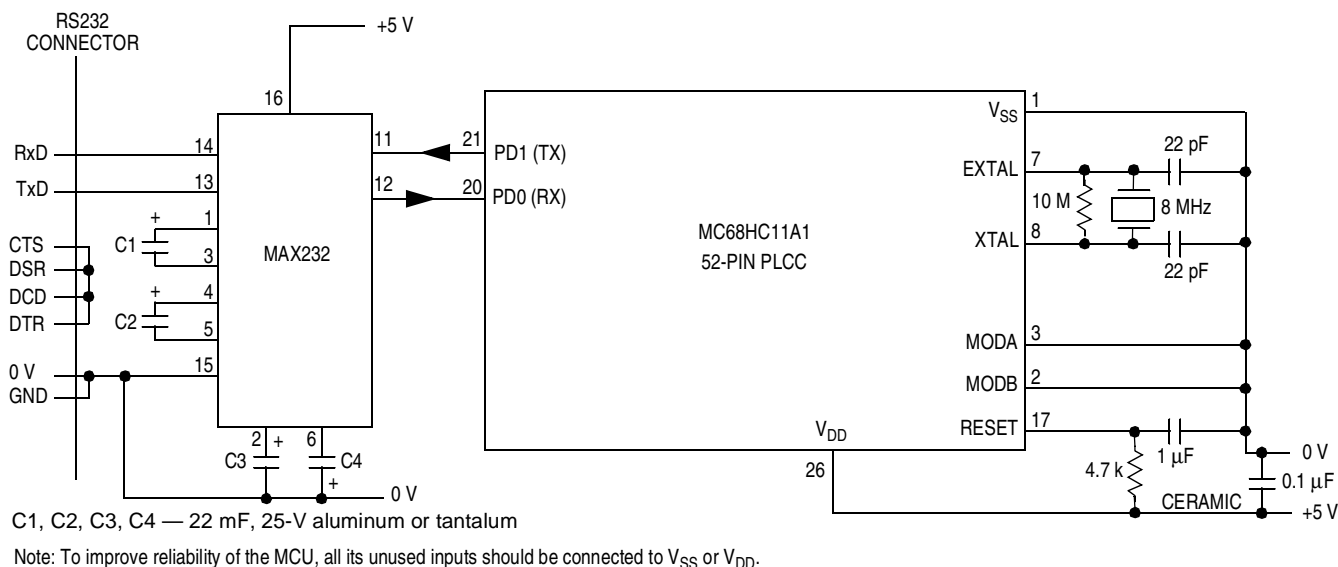 RS232
CONNECTOR
+5 V
16
RxD
14
TxD
13
CTS
DSR
DCD
DTR
0 V
GND
+
C1
1
3
+
C2
4
5
15
MAX232
11
12
2
+
6
C3
C4
+
0 V
21
PD1 (TX)
20
PD0 (RX)
MC68HC11A1
52-PIN PLCC
VSS
1
EXTAL
7
XTAL
8
10 M
22 pF
8 MHz
22 pF
MODA
3
MODB
2
RESET
17
VDD
26
4.7 k
1 µF
CERAMIC
0 V
0.1 µF
+5 V
C1, C2, C3, C4 — 22 mF, 25-V aluminum or tantalum
Note: To improve reliability of the MCU, all its unused inputs should be connected to VSS or VDD.